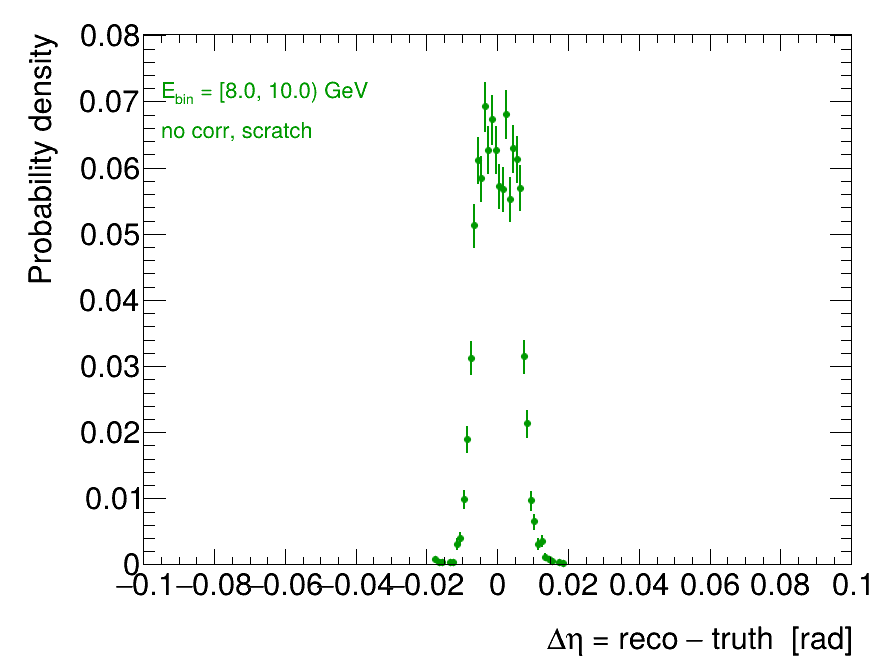 Probability density
0.08
0.07
0.06
0.05
0.04
0.03
0.02
0.01
0
E_bin = [8.0, 10.0) GeV
no corr, scratch
−0.1 −0.08 −0.06 −0.04 −0.02 0 0.02 0.04 0.06 0.08 0.1
Δη = reco − truth [rad]